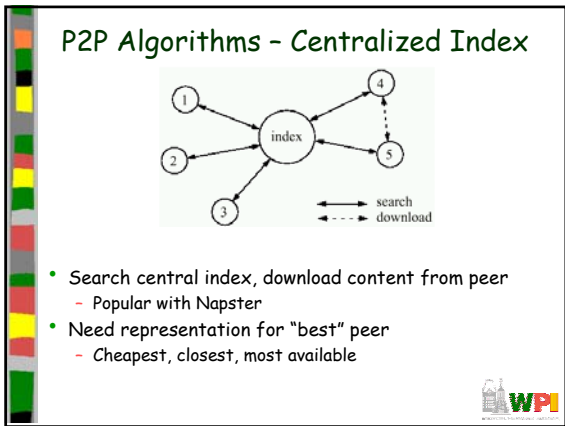 P2P Algorithms – Centralized Index
1
4
index
2
5
3
search
download
• Search central index, download content from peer
– Popular with Napster
• Need representation for “best” peer
– Cheapest, closest, most available
WPI